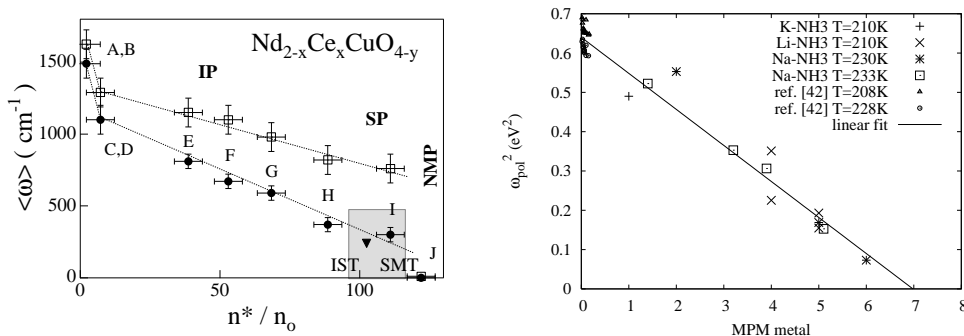 Nd2-xCexCuO4-y
A,B
IP
SP
NMP
C,D
E
F
G
H
I
J
IST
SMT
1500
1000
500
0
<ω> ( cm-1)
0
50
100
n* / no
0.7
0.6
0.5
0.4
0.3
0.2
0.1
0
ωpol2 (eV2)
K-NH3 T=210K
Li-NH3 T=210K
Na-NH3 T=230K
Na-NH3 T=233K
ref. [42] T=208K
ref. [42] T=228K
linear fit
0 1 2 3 4 5 6 7 8
MPM metal